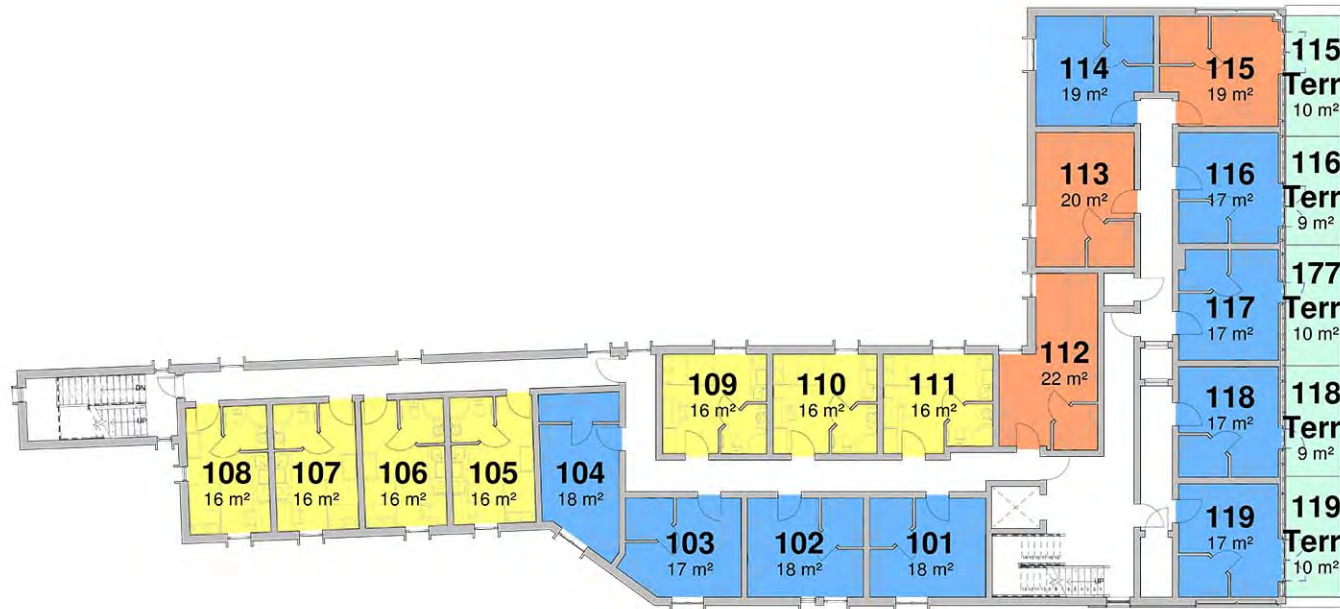 114
19 m²
115
19 m²
115
Terr
10 m²
113
20 m²
116
17 m²
116
Terr
9 m²
117
17 m²
177
Terr
10 m²
112
22 m²
109
16 m²
110
16 m²
111
16 m²
118
17 m²
118
Terr
9 m²
108
16 m²
107
16 m²
106
16 m²
105
16 m²
104
18 m²
103
17 m²
102
18 m²
101
18 m²
119
17 m²
119
Terr
10 m²
DN
UP
UP